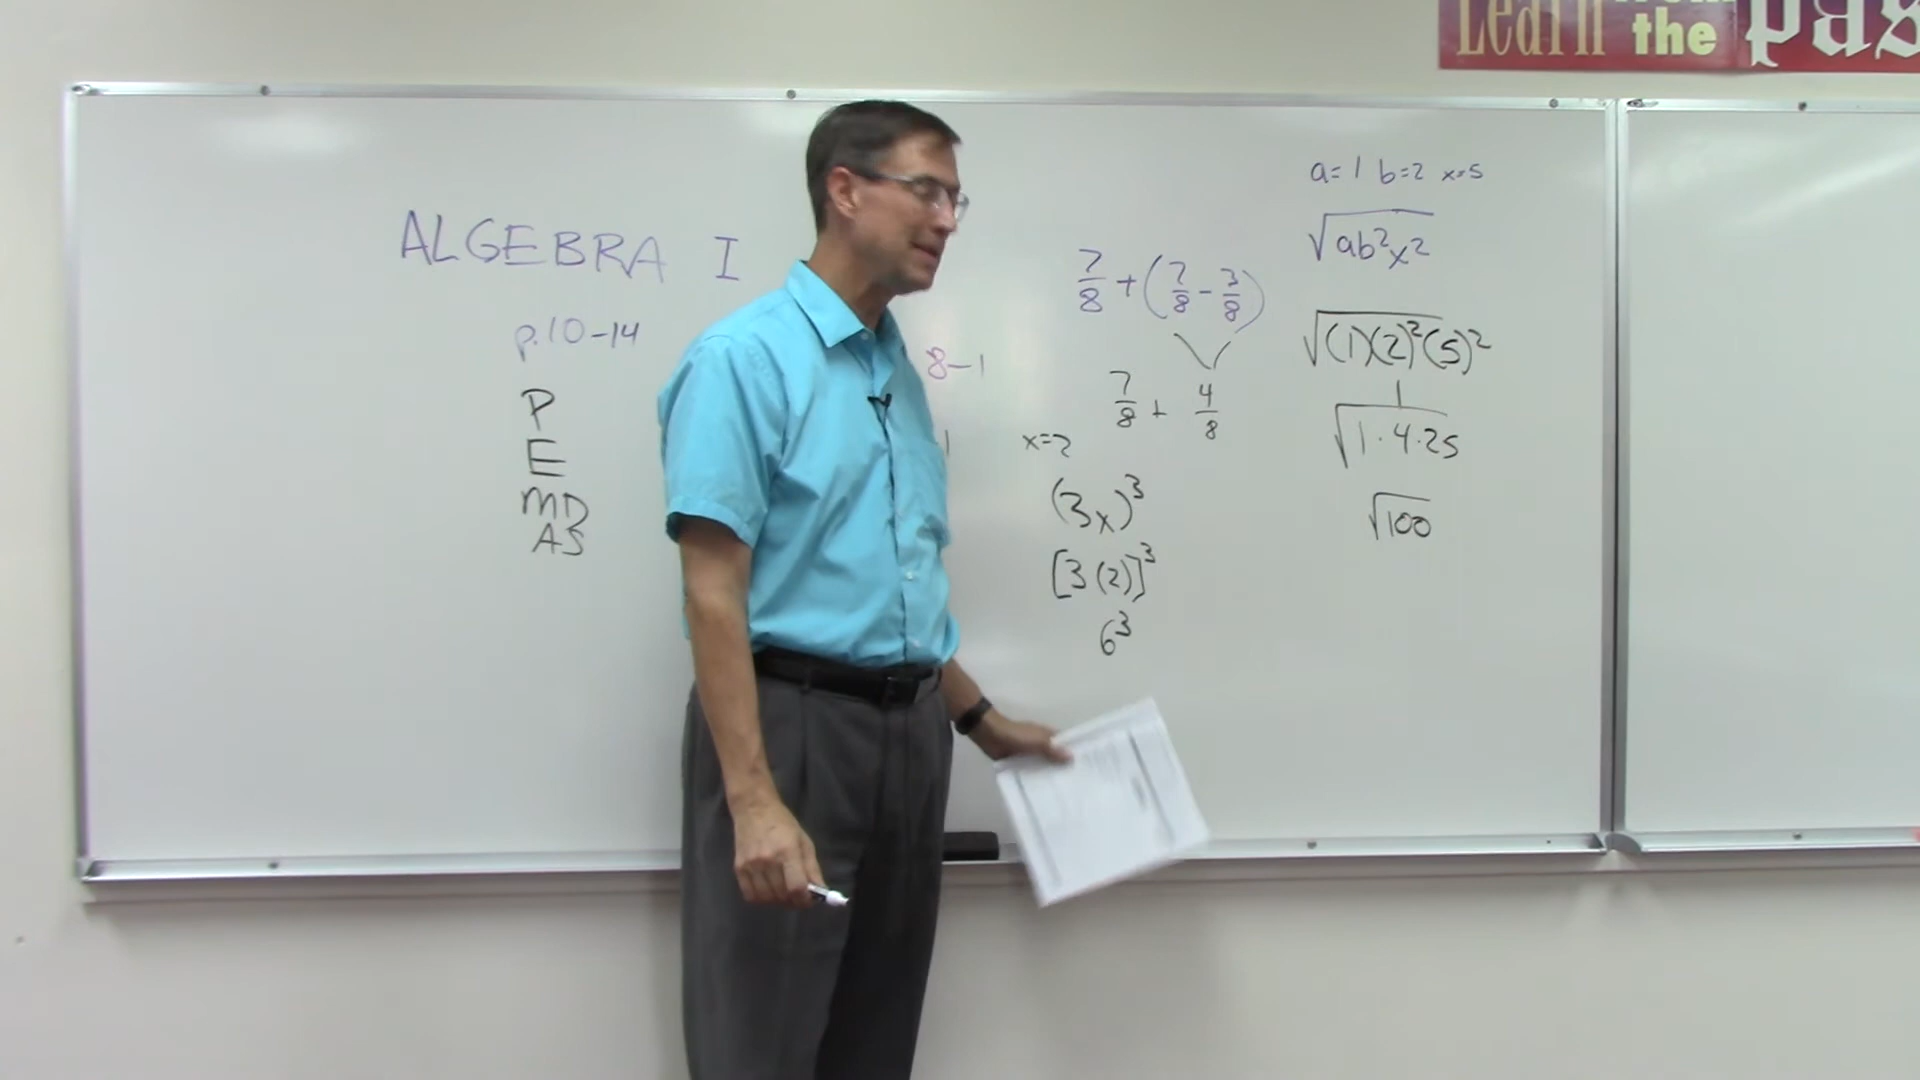 Learn from
the pas
ALGEBRA I
p.10-14
P
E
MD
AS
8-1
1
7/8 + (7/8 - 3/8)
7/8 + 4/8
x=2
(3x)³
[3(2)]³
6³
a=1 b=2 x=5
√ab²x²
√(1)(2)²(5)²
√1·4·25
√100